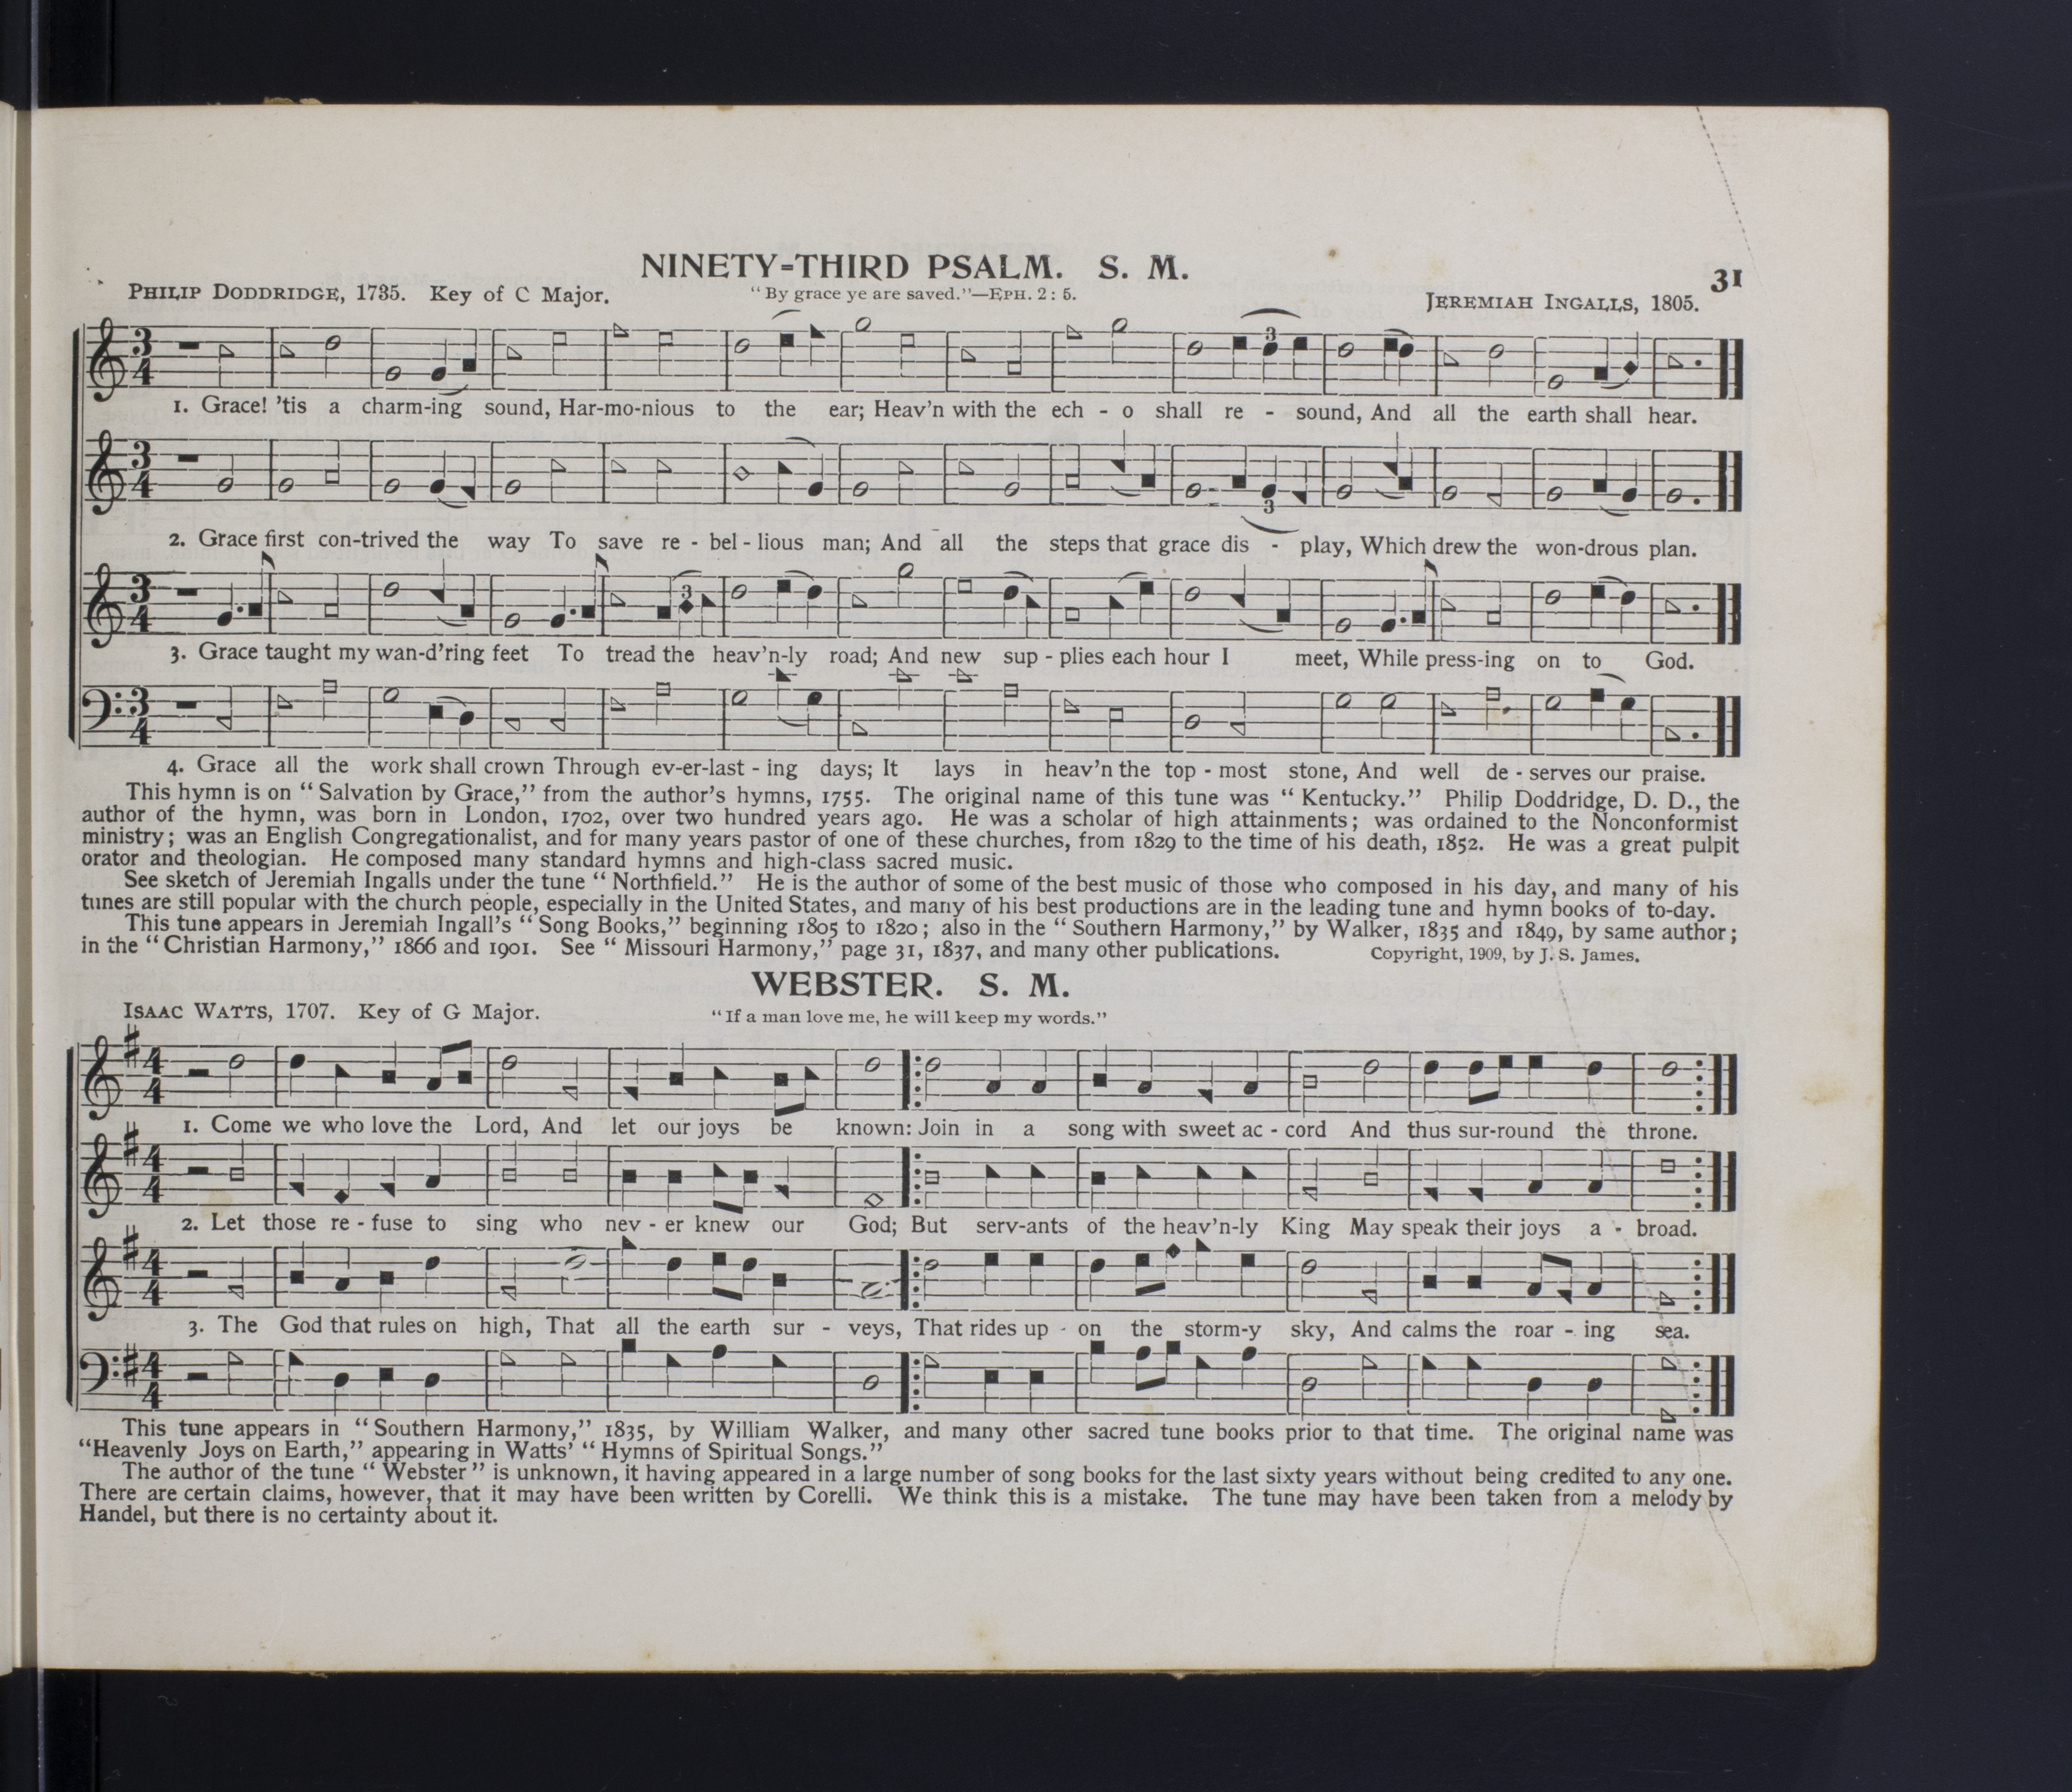 NINETY=THIRD PSALM. S. M.
31
PHILIP DODDRIDGE, 1735. Key of C Major.
“By grace ye are saved.”—EPH. 2: 5.
JEREMIAH INGALLS, 1805.
1. Grace! ’tis a charm-ing sound, Har-mo-nious to the ear; Heav’n with the ech - o shall re - sound, And all the earth shall hear.
2. Grace first con-trived the way To save re - bel - lious man; And all the steps that grace dis - play, Which drew the won-drous plan.
3. Grace taught my wan-d’ring feet To tread the heav’n-ly road; And new sup - plies each hour I meet, While press-ing on to God.
4. Grace all the work shall crown Through ev-er-last - ing days; It lays in heav’n the top - most stone, And well de - serves our praise.
This hymn is on “Salvation by Grace,” from the author’s hymns, 1755. The original name of this tune was “Kentucky.” Philip Doddridge, D. D., the
author of the hymn, was born in London, 1702, over two hundred years ago. He was a scholar of high attainments; was ordained to the Nonconformist
ministry; was an English Congregationalist, and for many years pastor of one of these churches, from 1829 to the time of his death, 1852. He was a great pulpit
orator and theologian. He composed many standard hymns and high-class sacred music.
See sketch of Jeremiah Ingalls under the tune “Northfield.” He is the author of some of the best music of those who composed in his day, and many of his
tunes are still popular with the church people, especially in the United States, and many of his best productions are in the leading tune and hymn books of to-day.
This tune appears in Jeremiah Ingall’s “Song Books,” beginning 1805 to 1820; also in the “Southern Harmony,” by Walker, 1835 and 1849, by same author;
in the “Christian Harmony,” 1866 and 1901. See “Missouri Harmony,” page 31, 1837, and many other publications. Copyright, 1909, by J. S. James.
WEBSTER. S. M.
ISAAC WATTS, 1707. Key of G Major.
“If a man love me, he will keep my words.”
1. Come we who love the Lord, And let our joys be known: Join in a song with sweet ac - cord And thus sur-round the throne.
2. Let those re - fuse to sing who nev - er knew our God; But serv-ants of the heav’n-ly King May speak their joys a - broad.
3. The God that rules on high, That all the earth sur - veys, That rides up - on the storm-y sky, And calms the roar - ing sea.
This tune appears in “Southern Harmony,” 1835, by William Walker, and many other sacred tune books prior to that time. The original name was
“Heavenly Joys on Earth,” appearing in Watts’ “Hymns of Spiritual Songs.”
The author of the tune “Webster” is unknown, it having appeared in a large number of song books for the last sixty years without being credited to any one.
There are certain claims, however, that it may have been written by Corelli. We think this is a mistake. The tune may have been taken from a melody by
Handel, but there is no certainty about it.